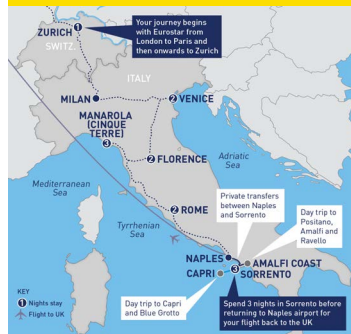 Your journey begins
with Eurostar from
London to Paris and
then onwards to Zurich
ZURICH 1
SWITZ.
ITALY
MILAN
2 VENICE
MANAROLA
(CINQUE
TERRE)
3
2 FLORENCE
Adriatic
Sea
Mediterranean
Sea
2 ROME
Private transfers
between Naples
and Sorrento
Day trip to
Positano,
Amalfi and
Ravello
Tyrrhenian
Sea
NAPLES
AMALFI COAST
CAPRI
3 SORRENTO
KEY
1 Nights stay
Flight to UK
Day trip to Capri
and Blue Grotto
Spend 3 nights in Sorrento before
returning to Naples airport for
your flight back to the UK